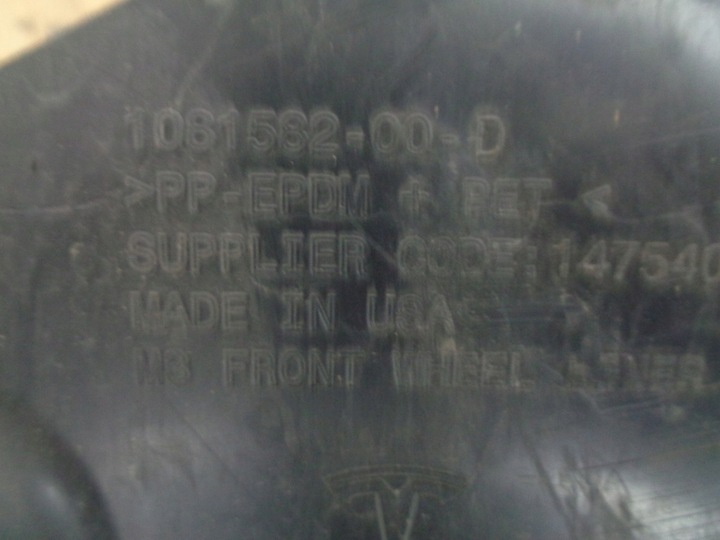 1081582-00-D
>PP-EPDM + PET <
SUPPLIER CODE:147540
MADE IN USA
M3 FRONT WHEEL LINER